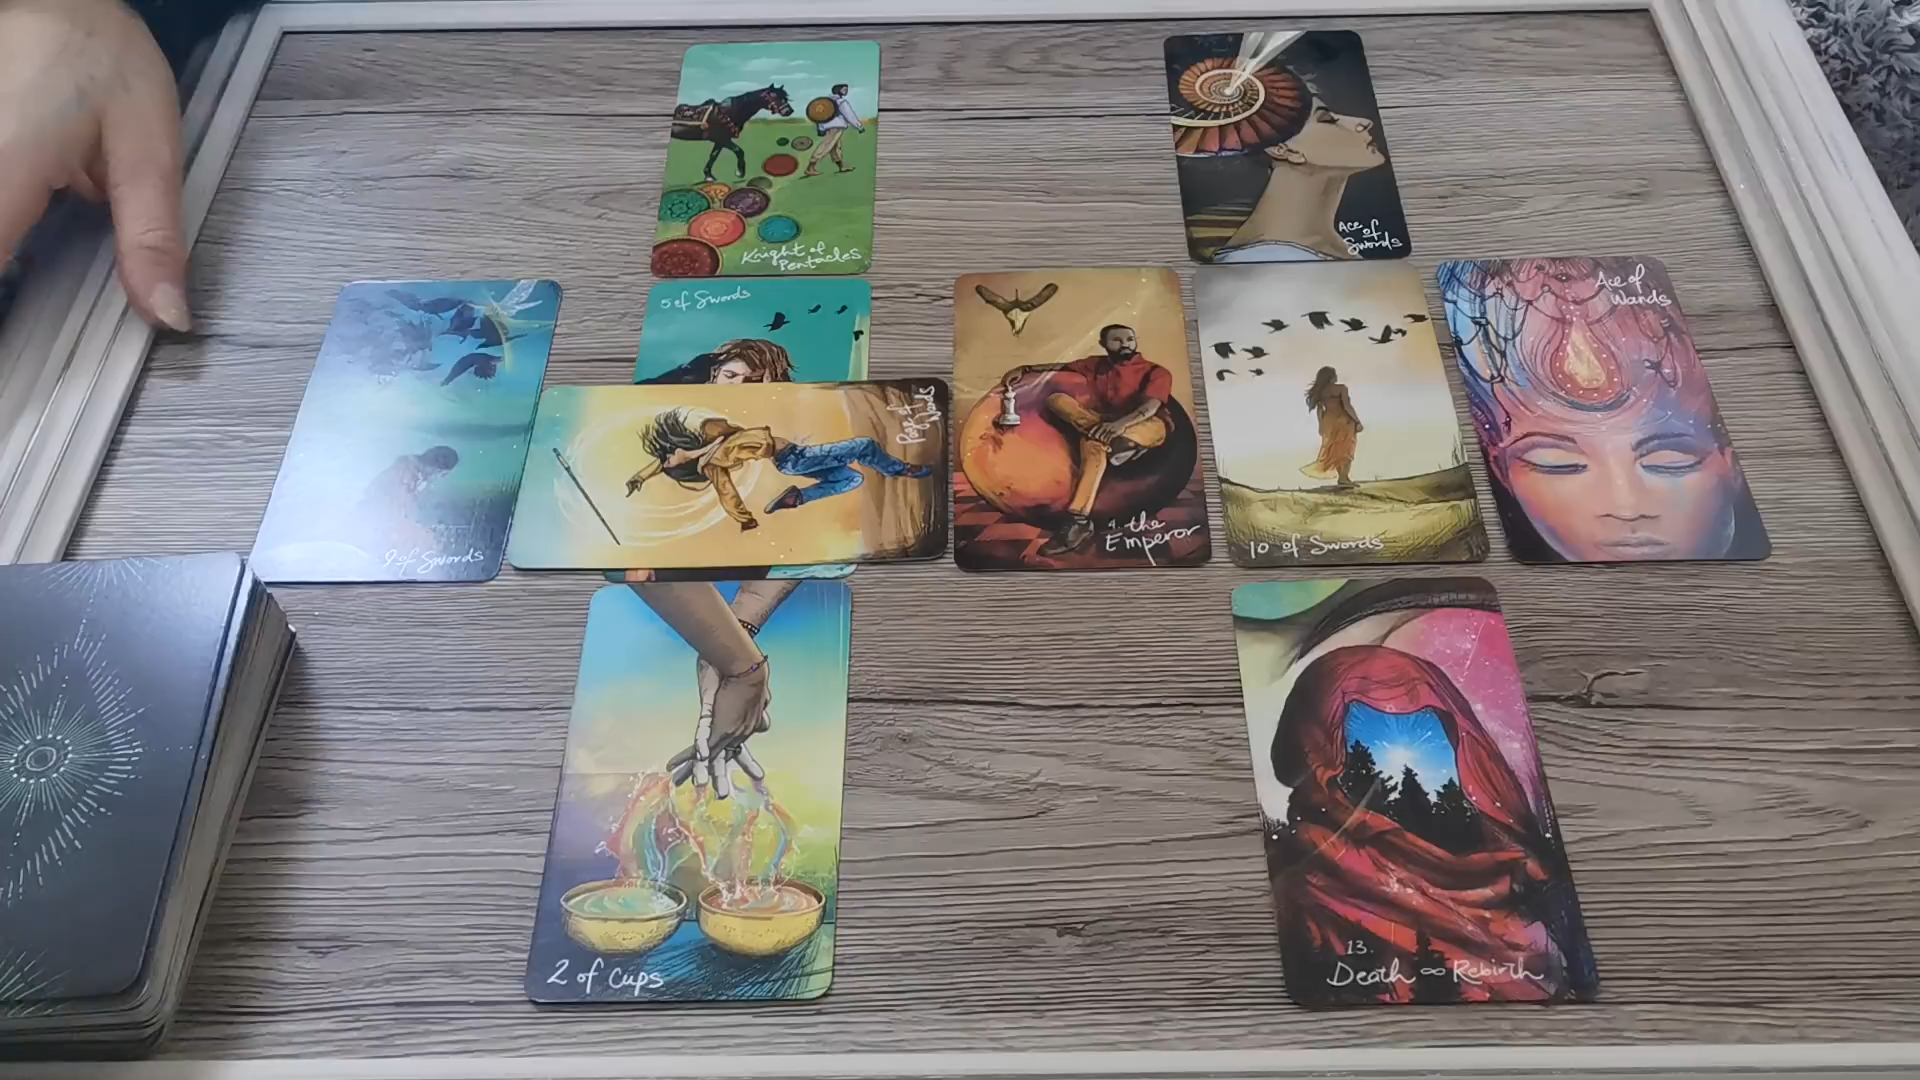 Knight of
Pentacles
Ace
of
Swords
5 of Swords
Ace of
Wands
Page of
Wands
9 of Swords
4. the
Emperor
10 of Swords
2 of Cups
13.
Death ∞ Rebirth